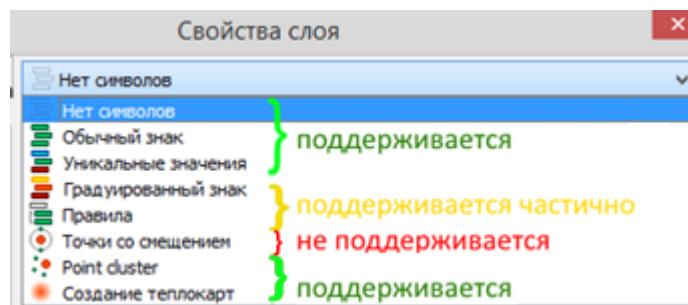 Свойства слоя
Нет символов
Нет символов
Обычный знак
Уникальные значения
поддерживается
Градуированный знак
Правила
поддерживается частично
Точки со смещением
не поддерживается
Point cluster
Создание теплокарт
поддерживается